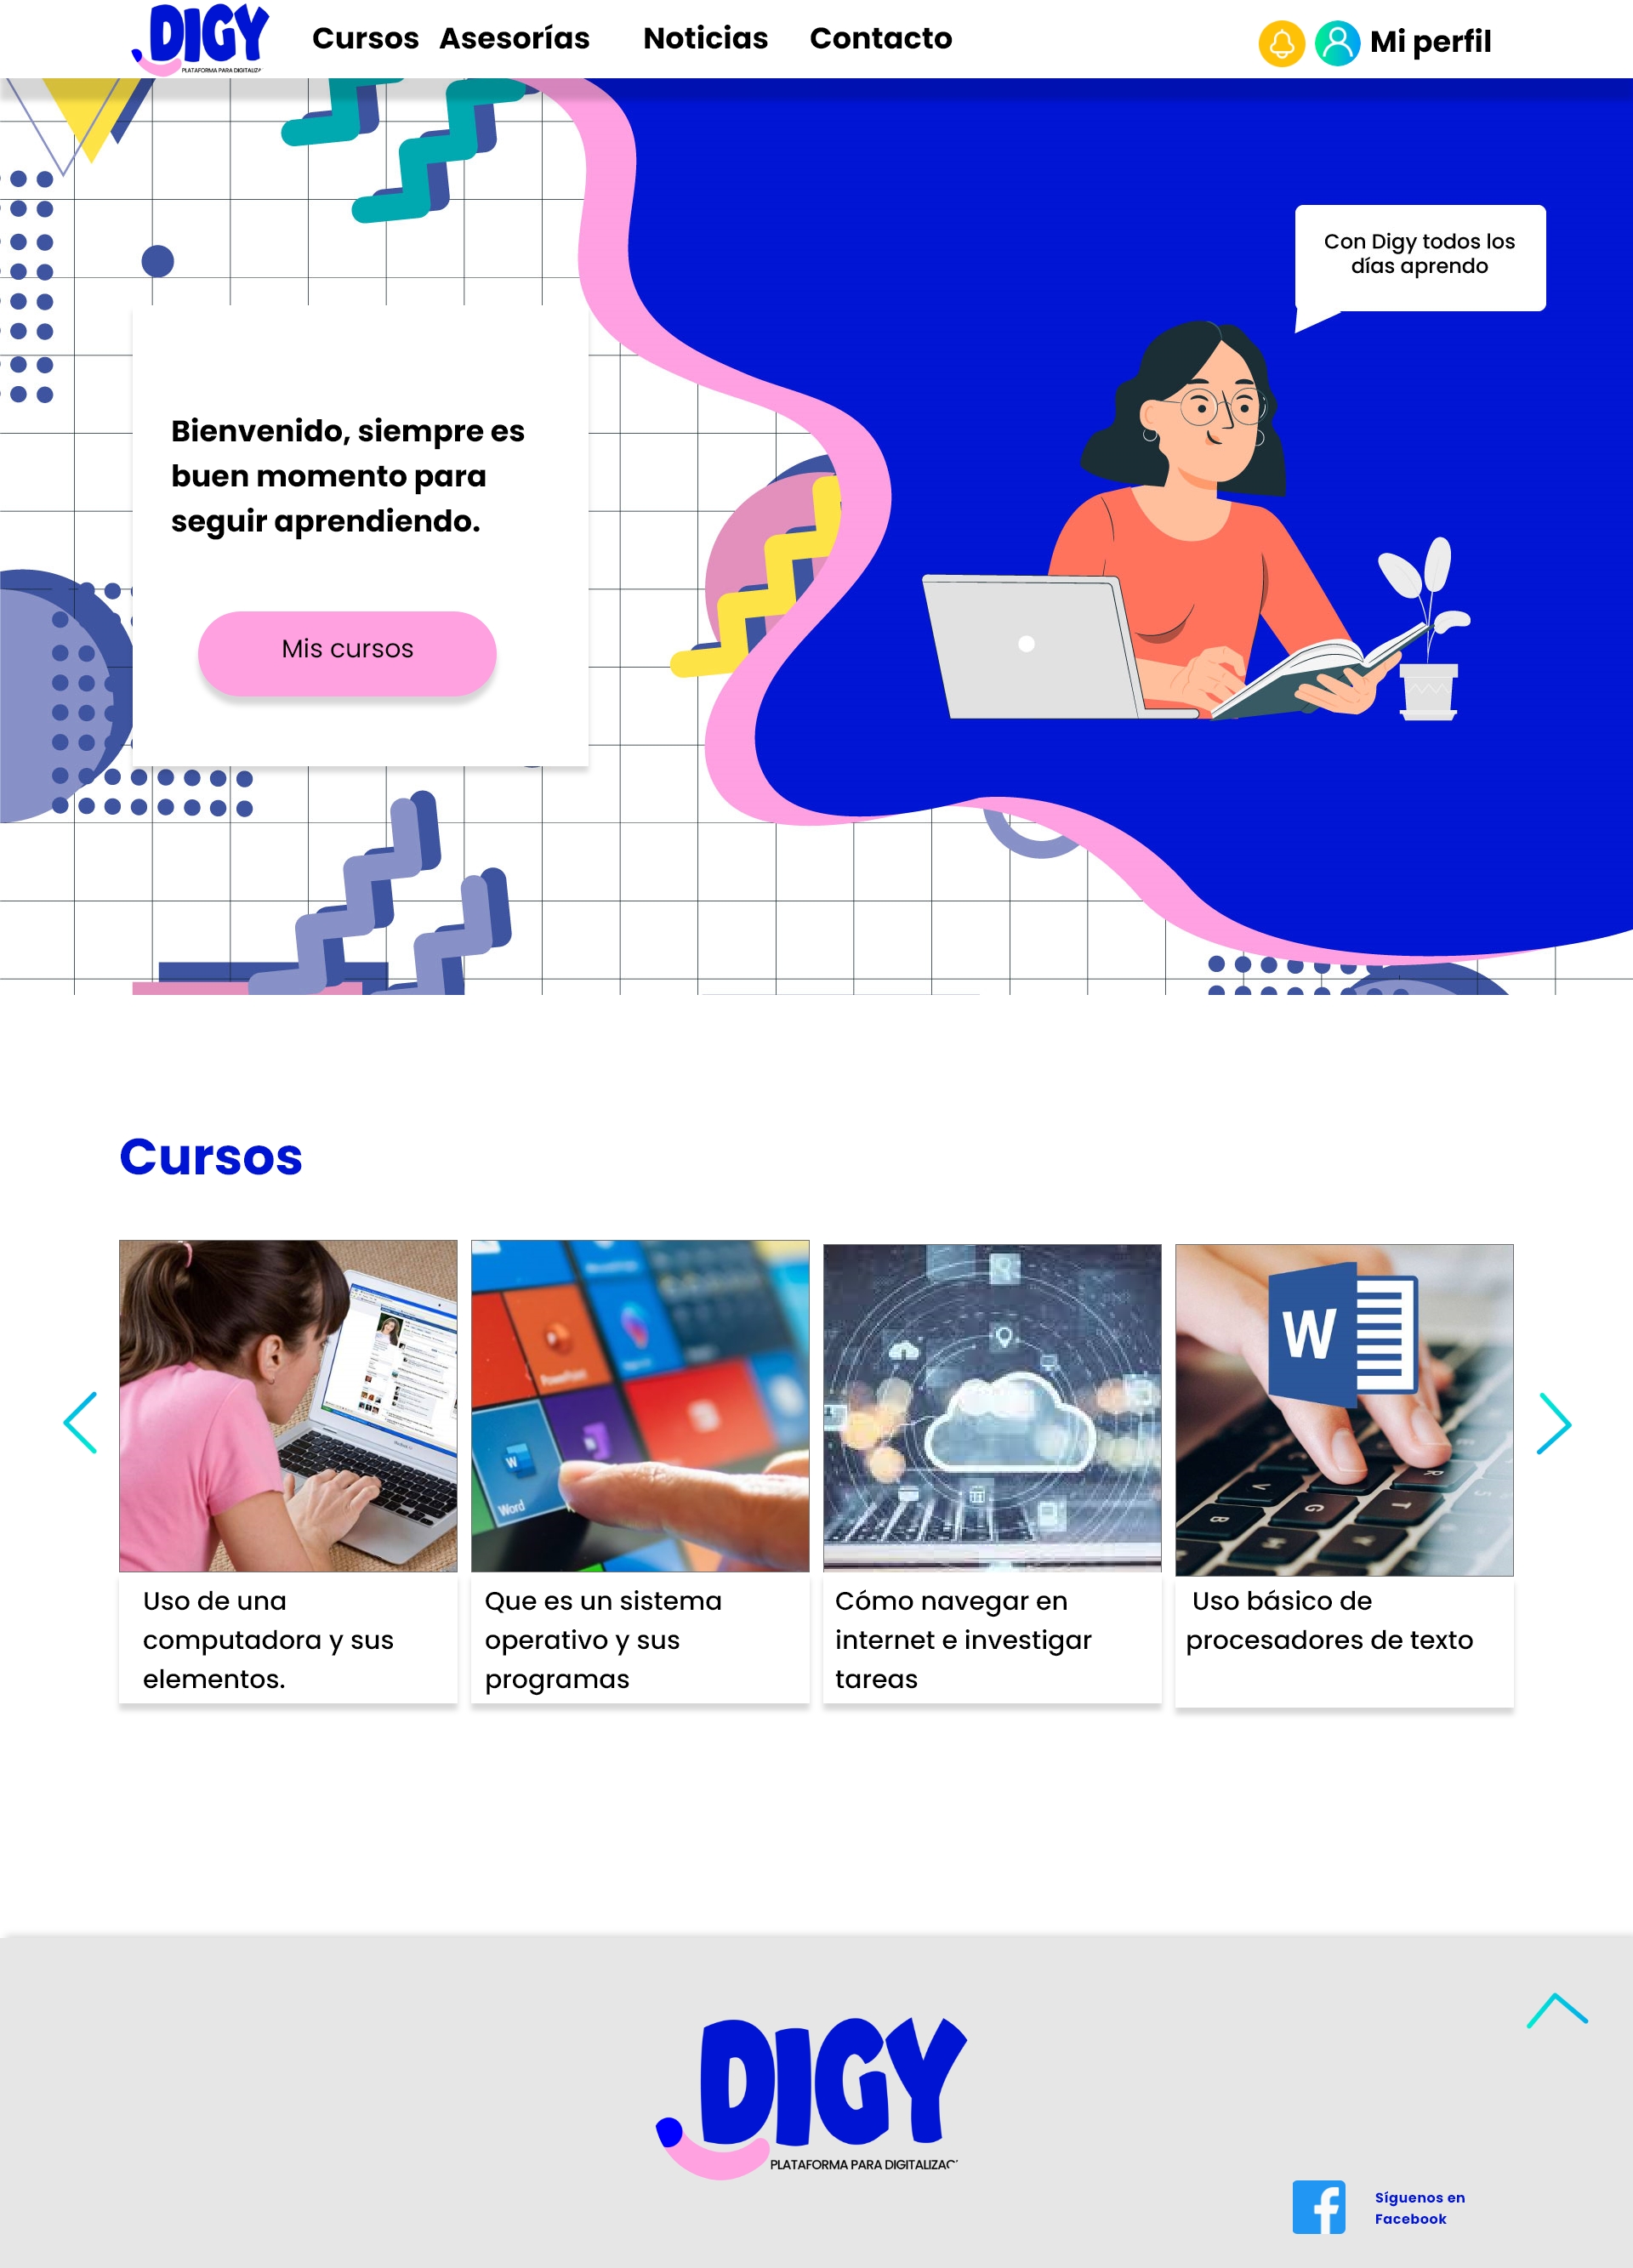 DIGY
PLATAFORMA PARA DIGITALIZA
Cursos Asesorías Noticias Contacto
Mi perfil
Con Digy todos los
días aprendo
Bienvenido, siempre es
buen momento para
seguir aprendiendo.
Mis cursos
Cursos
PowerPoint
Word
W
W
R
V
G
T
B
Uso de una
computadora y sus
elementos.
Que es un sistema
operativo y sus
programas
Cómo navegar en
internet e investigar
tareas
Uso básico de
procesadores de texto
DIGY
PLATAFORMA PARA DIGITALIZAC
f
Síguenos en
Facebook